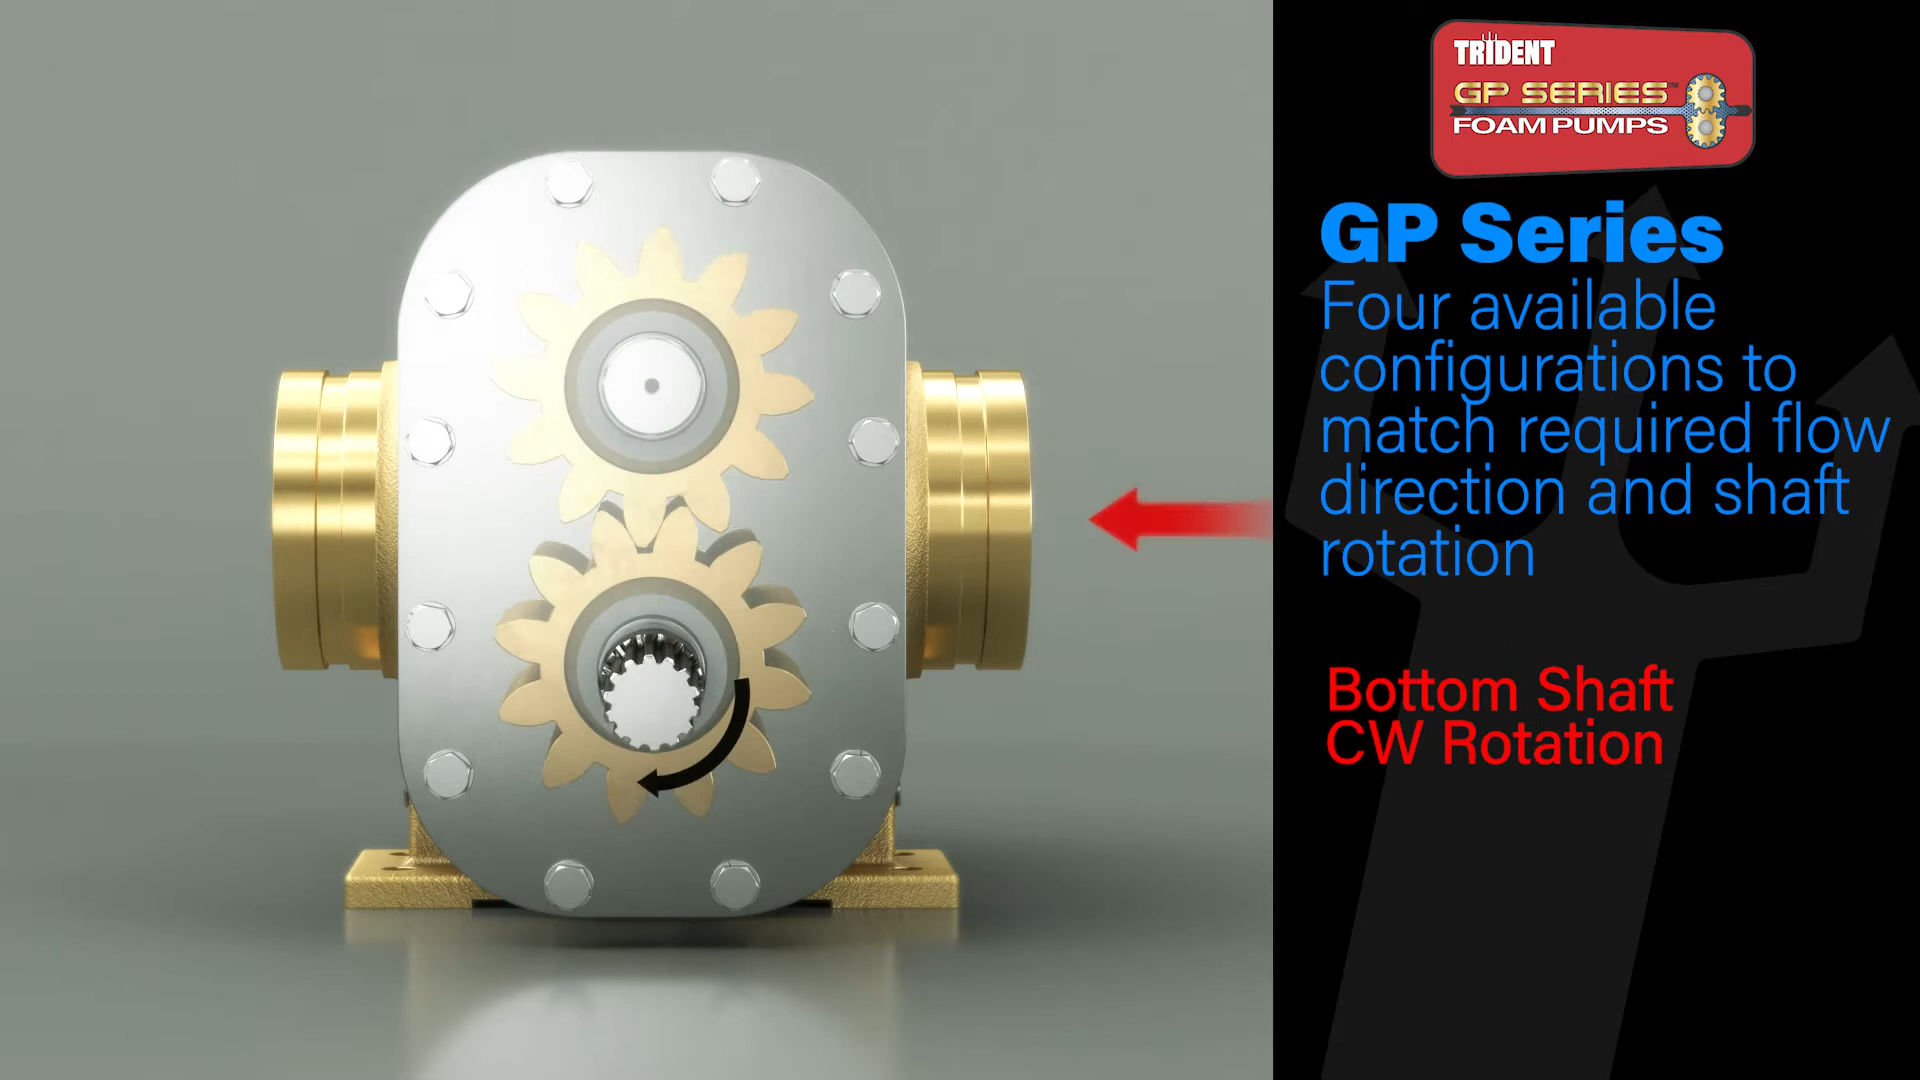 TRIDENT
GP SERIES™
FOAM PUMPS
GP Series
Four available
configurations to
match required flow
direction and shaft
rotation
Bottom Shaft
CW Rotation